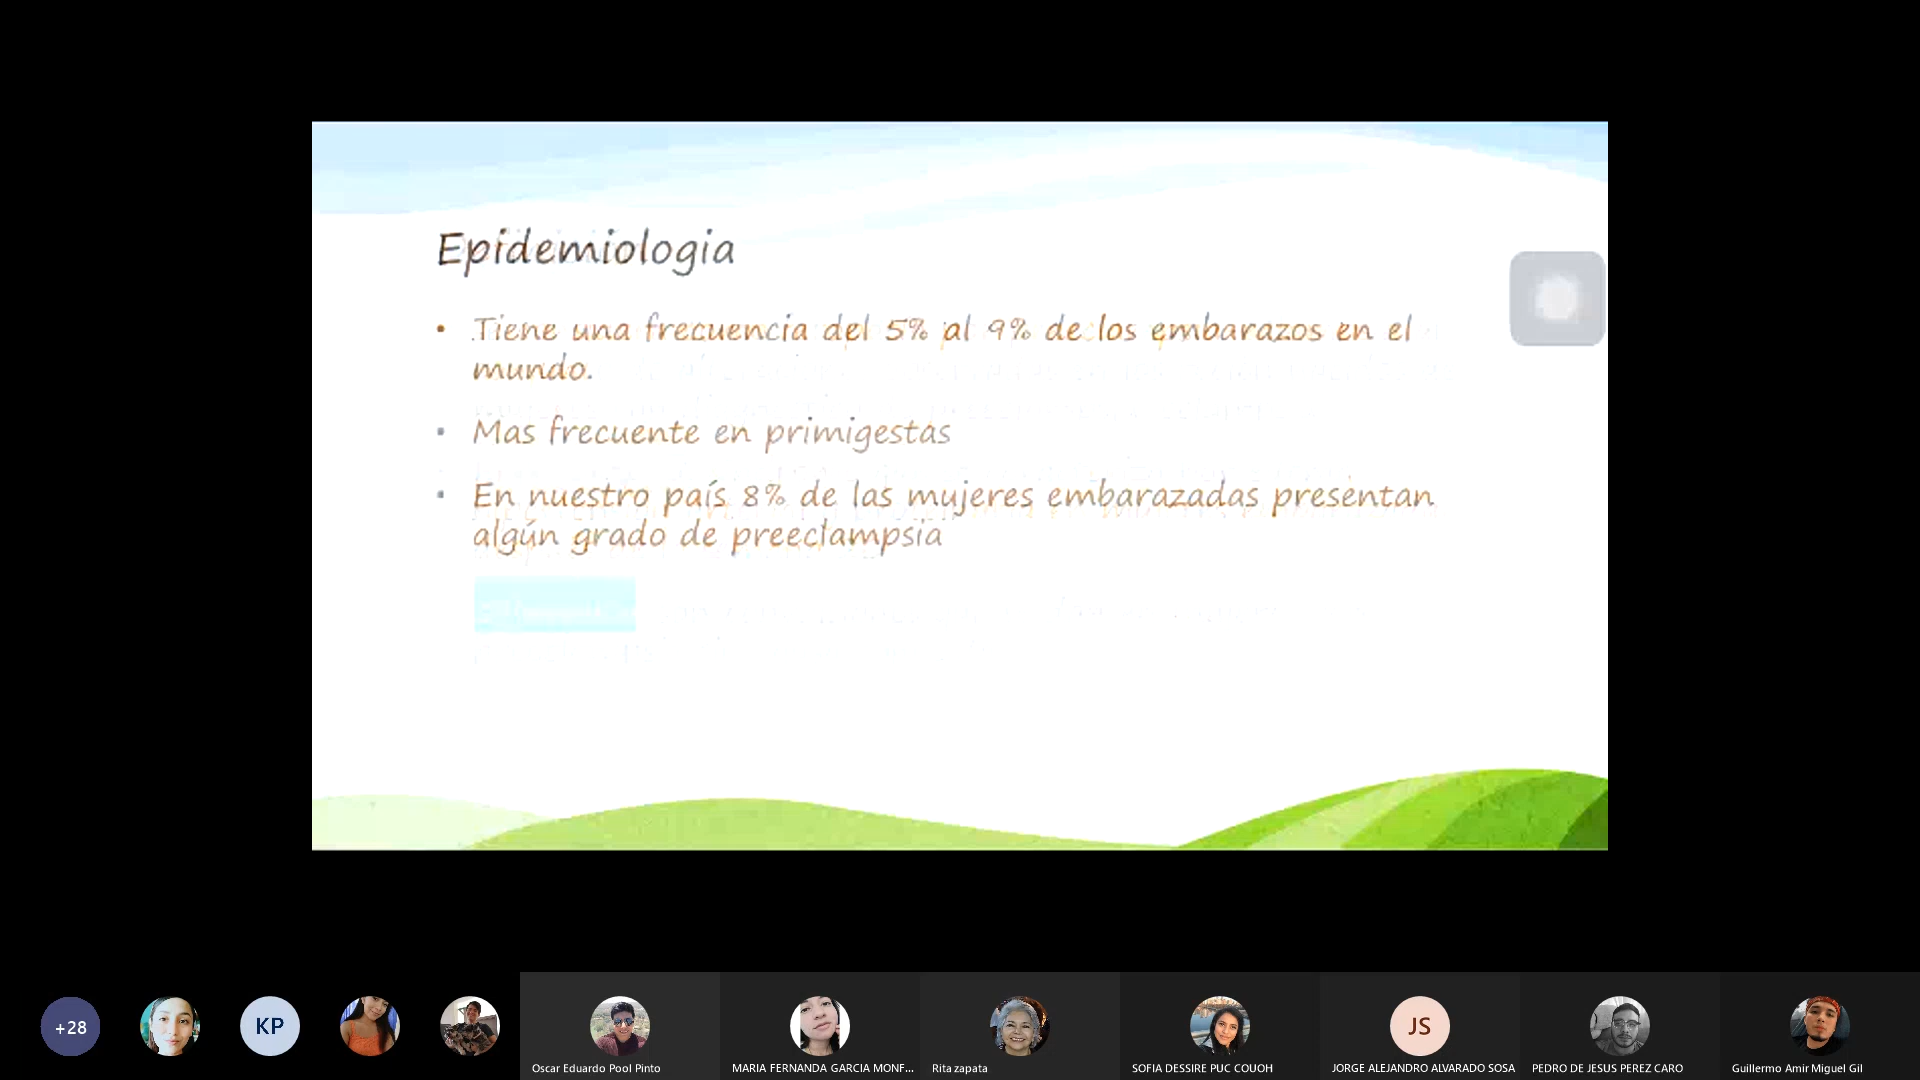 Epidemiologia
• Tiene una frecuencia del 5% al 9% de los embarazos en el
mundo.
• Mas frecuente en primigestas
• En nuestro país 8% de las mujeres embarazadas presentan
algún grado de preeclampsia
+28
KP
JS
Oscar Eduardo Pool Pinto
MARIA FERNANDA GARCIA MONF...
Rita zapata
SOFIA DESSIRE PUC COUOH
JORGE ALEJANDRO ALVARADO SOSA
PEDRO DE JESUS PEREZ CARO
Guillermo Amir Miguel Gil